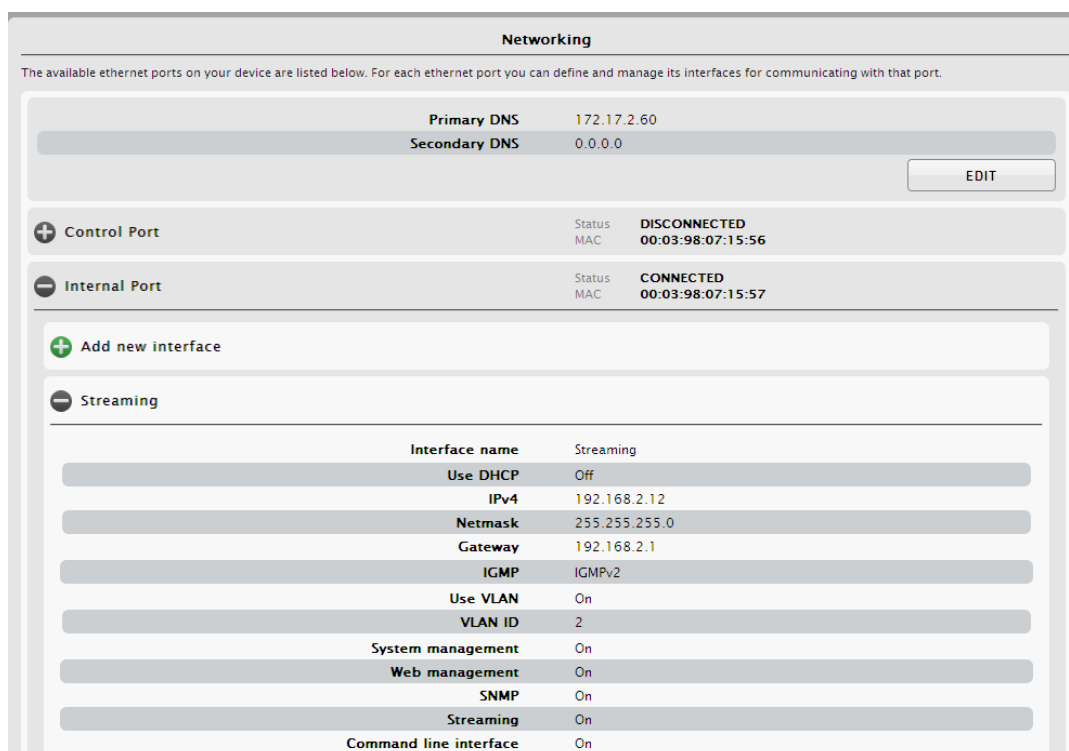 Networking
The available ethernet ports on your device are listed below. For each ethernet port you can define and manage its interfaces for communicating with that port.
Primary DNS 172.17.2.60
Secondary DNS 0.0.0.0
EDIT
Control Port Status DISCONNECTED
MAC 00:03:98:07:15:56
Internal Port Status CONNECTED
MAC 00:03:98:07:15:57
Add new interface
Streaming
Interface name Streaming
Use DHCP Off
IPv4 192.168.2.12
Netmask 255.255.255.0
Gateway 192.168.2.1
IGMP IGMPv2
Use VLAN On
VLAN ID 2
System management On
Web management On
SNMP On
Streaming On
Command line interface On